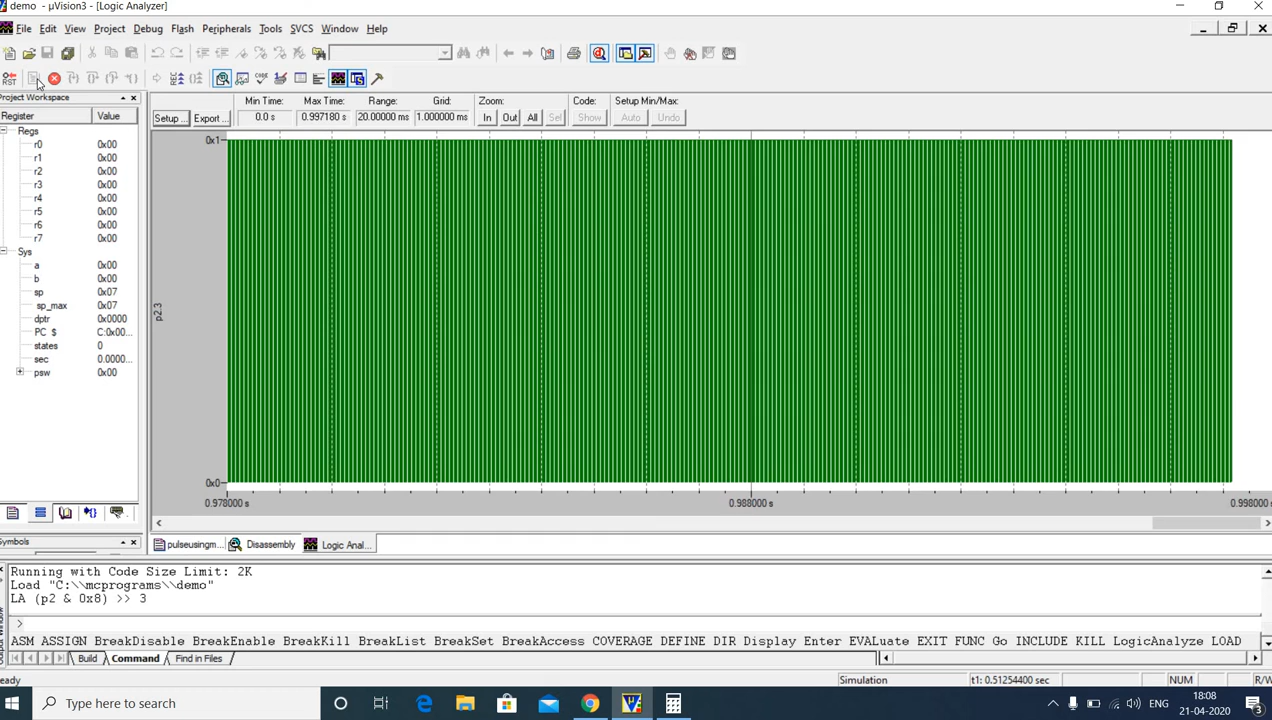 demo - µVision3 - [Logic Analyzer]
File Edit View Project Debug Flash Peripherals Tools SVCS Window Help
RST
Project Workspace
Register Value
Regs
r0 0x00
r1 0x00
r2 0x00
r3 0x00
r4 0x00
r5 0x00
r6 0x00
r7 0x00
Sys
a 0x00
b 0x00
sp 0x07
sp_max 0x07
dptr 0x0000
PC $ C:0x00...
states 0
sec 0.0000...
psw 0x00
Symbols
Min Time: Max Time: Range: Grid: Zoom: Code: Setup Min/Max:
Setup ... Export ... 0.0 s 0.997180 s 20.00000 ms 1.000000 ms In Out All Sel Show Auto Undo
0x1
p2.3
0x0
0.978000 s 0.988000 s 0.998000 s
pulseusingm... Disassembly Logic Anal...
Running with Code Size Limit: 2K
Load "C:\\mcprograms\\demo"
LA (p2 & 0x8) >> 3
>
ASM ASSIGN BreakDisable BreakEnable BreakKill BreakList BreakSet BreakAccess COVERAGE DEFINE DIR Display Enter EVALuate EXIT FUNC Go INCLUDE KILL LogicAnalyze LOAD
Build Command Find in Files
eady Simulation t1: 0.51254400 sec NUM R/W
Type here to search
ENG
18:08
21-04-2020
3